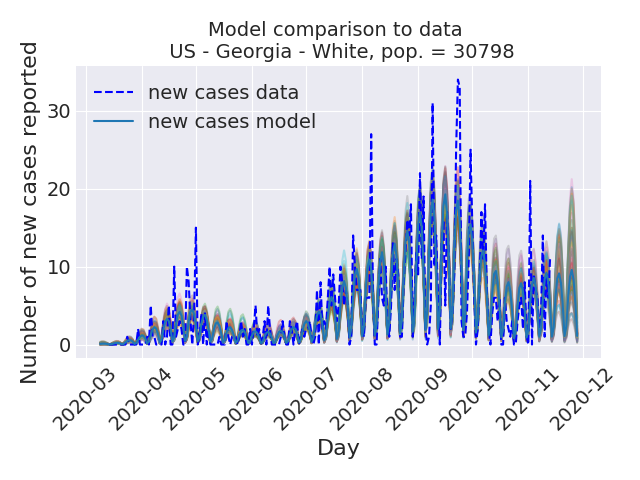 Model comparison to data
US - Georgia - White, pop. = 30798
Number of new cases reported
new cases data
new cases model
30
20
10
0
2020-03
2020-04
2020-05
2020-06
2020-07
2020-08
2020-09
2020-10
2020-11
2020-12
Day